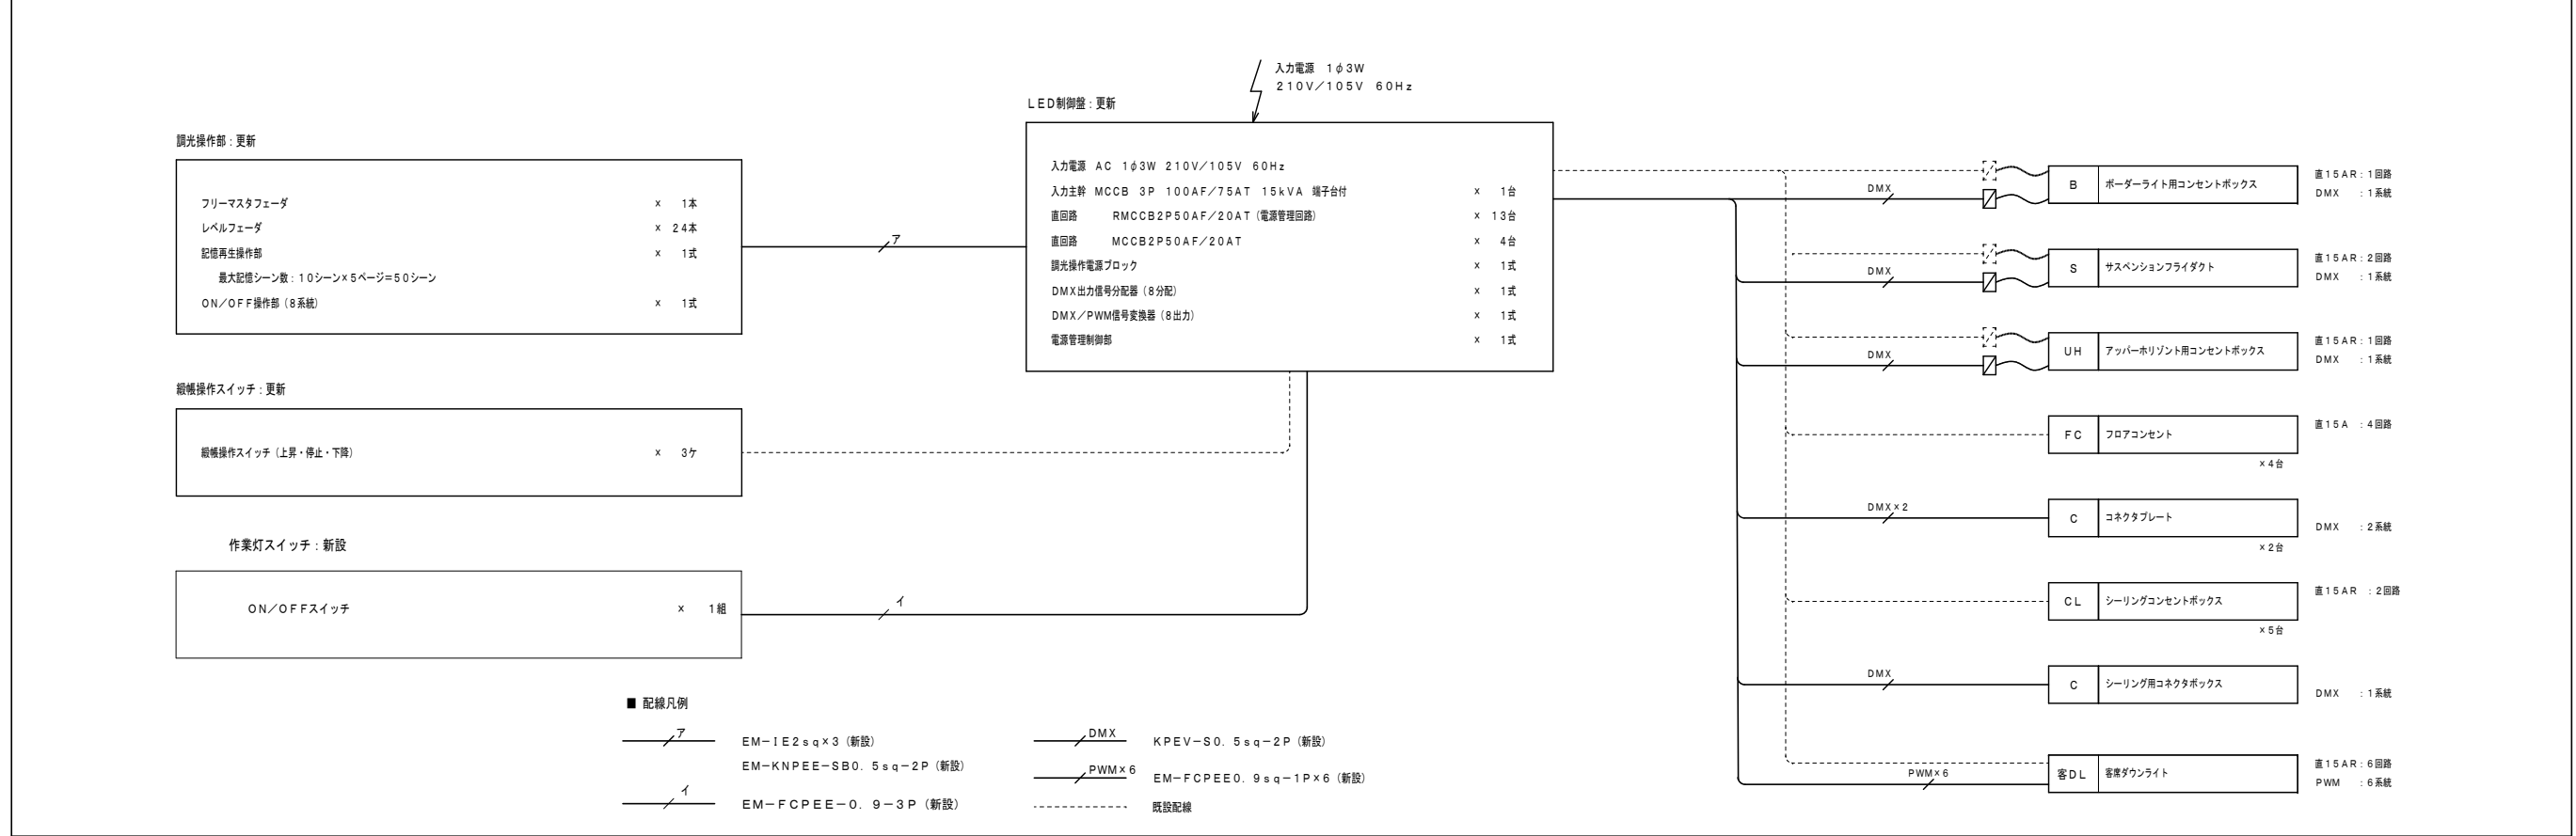 入力電源 1φ3W
210V／105V 60Hz
LED制御盤：更新
入力電源 AC 1φ3W 210V／105V 60Hz
入力主幹 MCCB 3P 100AF／75AT 15kVA 端子台付 × 1台
直回路 RMCCB2P50AF／20AT（電源管理回路） × 13台
直回路 MCCB2P50AF／20AT × 4台
調光操作電源ブロック × 1式
DMX出力信号分配器（8分配） × 1式
DMX／PWM信号変換器（8出力） × 1式
電源管理制御部 × 1式
調光操作部：更新
フリーマスタフェーダ × 1本
レベルフェーダ × 24本
記憶再生操作部 × 1式
最大記憶シーン数：10シーン×5ページ＝50シーン
ON／OFF操作部（8系統） × 1式
ア
緞帳操作スイッチ：更新
緞帳操作スイッチ（上昇・停止・下降） × 3ケ
作業灯スイッチ：新設
ON／OFFスイッチ × 1組
イ
DMX
B ボーダーライト用コンセントボックス
直15AR：1回路
DMX ：1系統
DMX
S サスペンションフライダクト
直15AR：2回路
DMX ：1系統
DMX
UH アッパーホリゾント用コンセントボックス
直15AR：1回路
DMX ：1系統
FC フロアコンセント
×4台
直15A ：4回路
DMX×2
C コネクタプレート
×2台
DMX ：2系統
CL シーリングコンセントボックス
×5台
直15AR ：2回路
DMX
C シーリング用コネクタボックス
DMX ：1系統
PWM×6
客DL 客席ダウンライト
直15AR：6回路
PWM ：6系統
■ 配線凡例
ア EM－IE2sq×3（新設）
EM－KNPEE－SB0．5sq－2P（新設）
イ EM－FCPEE－0．9－3P（新設）
DMX KPEV－S0．5sq－2P（新設）
PWM×6 EM－FCPEE0．9sq－1P×6（新設）
既設配線